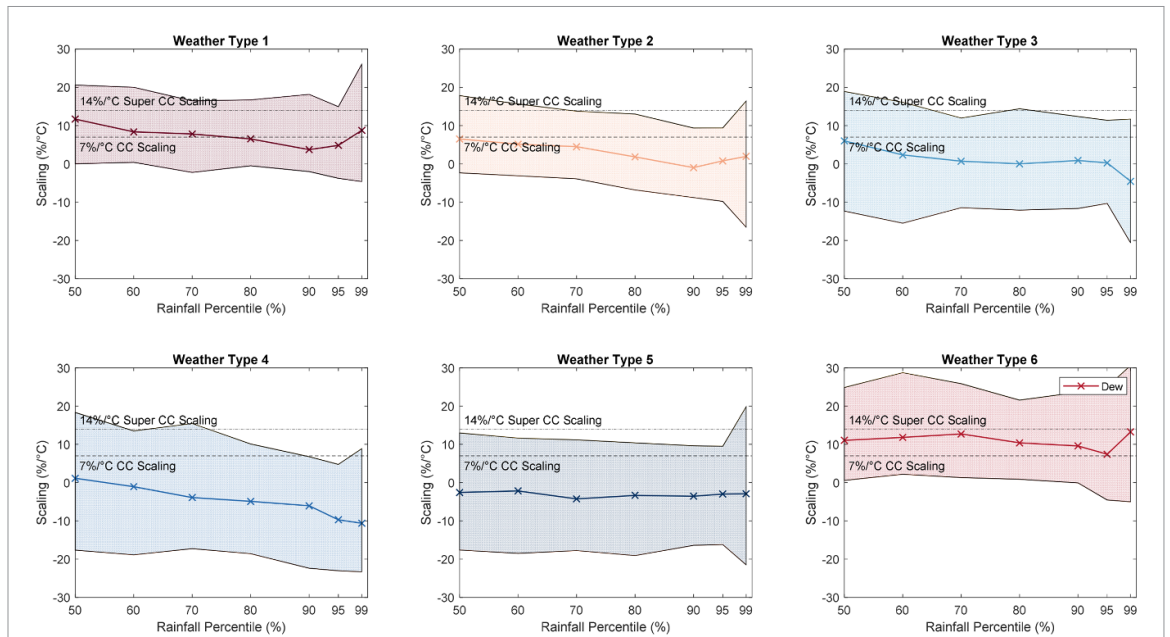 Weather Type 1
30
20
10
0
-10
-20
-30
Scaling (%/°C)
14%/°C Super CC Scaling
7%/°C CC Scaling
50 60 70 80 90 95 99
Rainfall Percentile (%)
Weather Type 2
30
20
10
0
-10
-20
-30
Scaling (%/°C)
14%/°C Super CC Scaling
7%/°C CC Scaling
50 60 70 80 90 95 99
Rainfall Percentile (%)
Weather Type 3
30
20
10
0
-10
-20
-30
Scaling (%/°C)
14%/°C Super CC Scaling
7%/°C CC Scaling
50 60 70 80 90 95 99
Rainfall Percentile (%)
Weather Type 4
30
20
10
0
-10
-20
-30
Scaling (%/°C)
14%/°C Super CC Scaling
7%/°C CC Scaling
50 60 70 80 90 95 99
Rainfall Percentile (%)
Weather Type 5
30
20
10
0
-10
-20
-30
Scaling (%/°C)
14%/°C Super CC Scaling
7%/°C CC Scaling
50 60 70 80 90 95 99
Rainfall Percentile (%)
Weather Type 6
30
20
10
0
-10
-20
-30
Scaling (%/°C)
Dew
14%/°C Super CC Scaling
7%/°C CC Scaling
50 60 70 80 90 95 99
Rainfall Percentile (%)